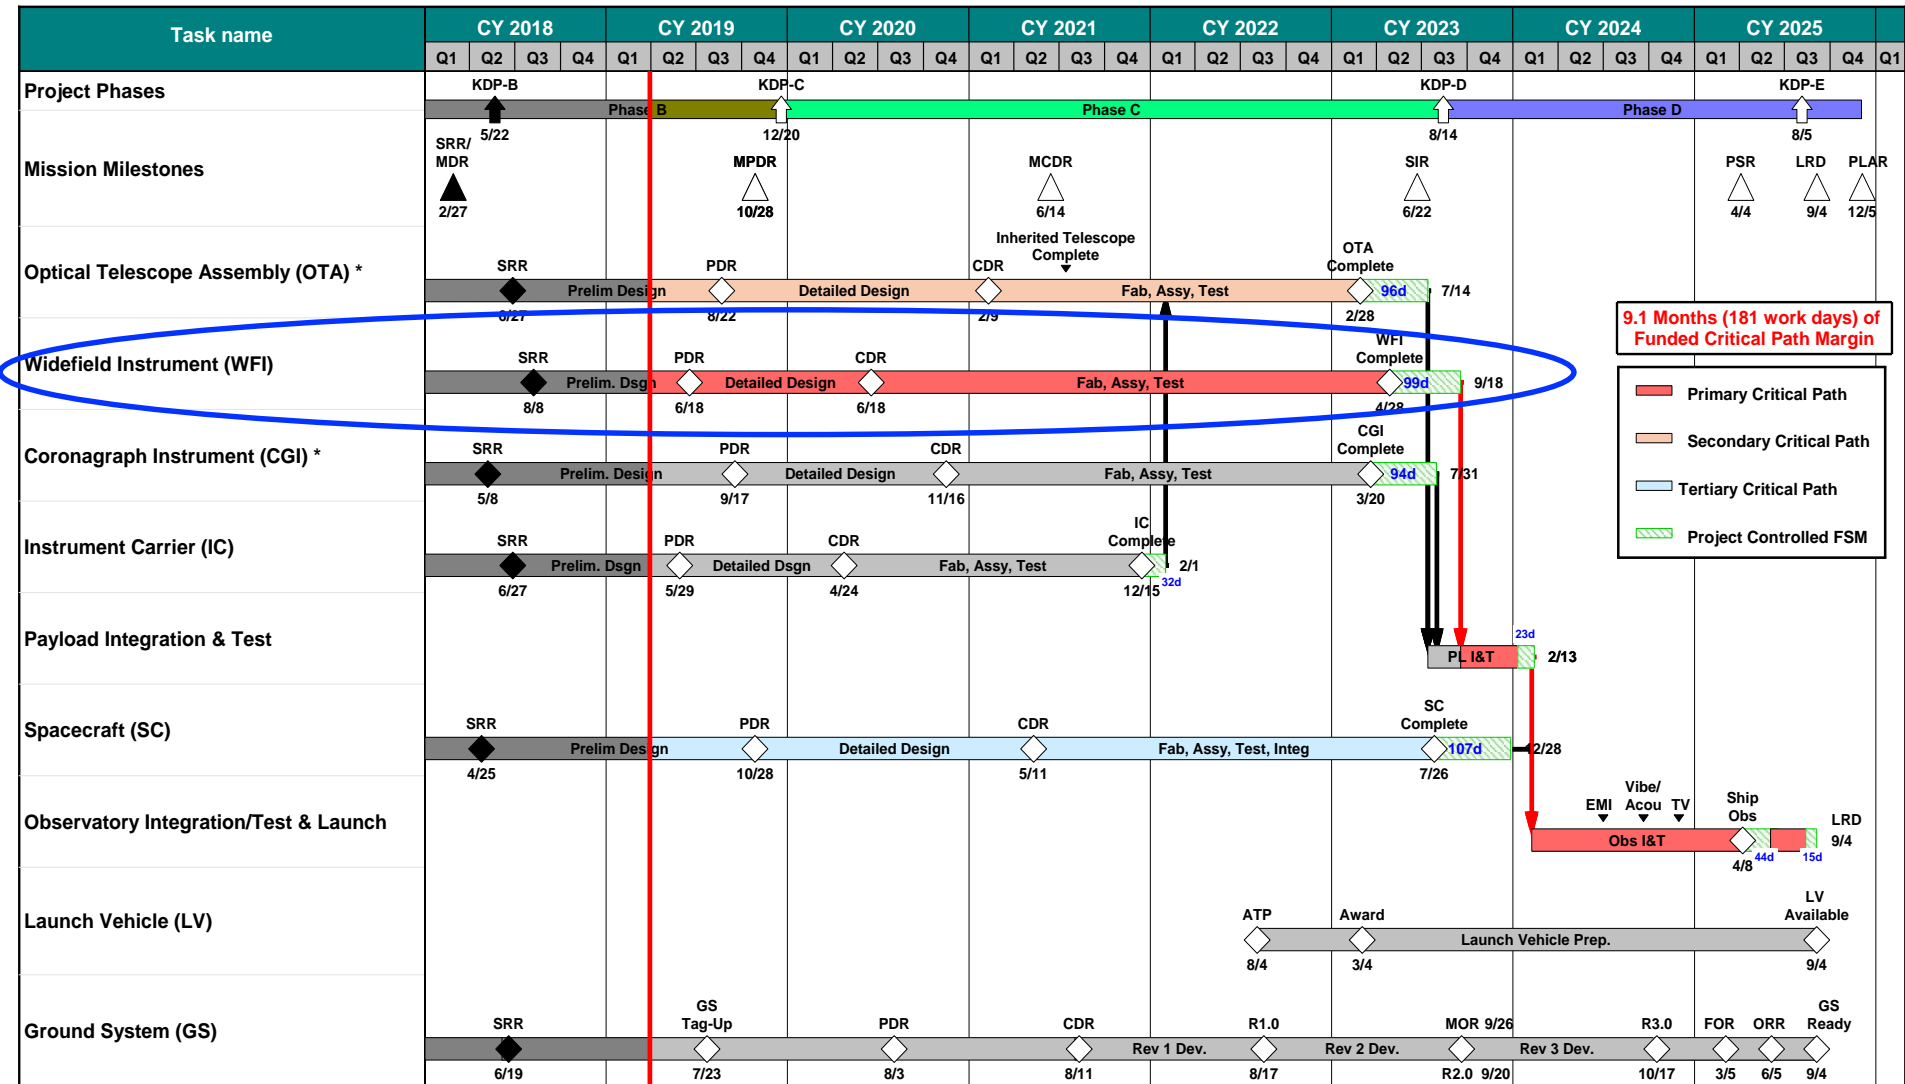 Task name
CY 2018 CY 2019 CY 2020 CY 2021 CY 2022 CY 2023 CY 2024 CY 2025
Q1 Q2 Q3 Q4 Q1 Q2 Q3 Q4 Q1 Q2 Q3 Q4 Q1 Q2 Q3 Q4 Q1 Q2 Q3 Q4 Q1 Q2 Q3 Q4 Q1 Q2 Q3 Q4 Q1 Q2 Q3 Q4 Q1
Project Phases
KDP-B KDP-C KDP-D KDP-E
Phase B Phase C Phase D
5/22 12/20 8/14 8/5
Mission Milestones
SRR/
MDR MPDR MCDR SIR PSR LRD PLAR
2/27 10/28 6/14 6/22 4/4 9/4 12/5
Optical Telescope Assembly (OTA) *
Inherited Telescope
Complete
OTA
Complete
SRR PDR CDR
Prelim Design Detailed Design Fab, Assy, Test 96d 7/14
6/27 8/22 2/9 2/28
9.1 Months (181 work days) of
Funded Critical Path Margin
Widefield Instrument (WFI)
WFI
Complete
SRR PDR CDR
Prelim. Dsgn Detailed Design Fab, Assy, Test 99d 9/18
8/8 6/18 6/18 4/28
Primary Critical Path
Secondary Critical Path
Tertiary Critical Path
Project Controlled FSM
Coronagraph Instrument (CGI) *
CGI
Complete
SRR PDR CDR
Prelim. Design Detailed Design Fab, Assy, Test 94d 7/31
5/8 9/17 11/16 3/20
Instrument Carrier (IC)
IC
Complete
SRR PDR CDR
Prelim. Dsgn Detailed Dsgn Fab, Assy, Test 2/1
32d
6/27 5/29 4/24 12/15
Payload Integration & Test
23d
PL I&T 2/13
Spacecraft (SC)
SC
Complete
SRR PDR CDR
Prelim Design Detailed Design Fab, Assy, Test, Integ 107d 12/28
4/25 10/28 5/11 7/26
Observatory Integration/Test & Launch
Vibe/
EMI Acou TV
Ship
Obs
LRD
Obs I&T 9/4
4/8 44d 15d
Launch Vehicle (LV)
LV
Available
ATP Award
Launch Vehicle Prep.
8/4 3/4 9/4
Ground System (GS)
GS
Tag-Up
GS
Ready
SRR PDR CDR R1.0 MOR 9/26 R3.0 FOR ORR
Rev 1 Dev. Rev 2 Dev. Rev 3 Dev.
6/19 7/23 8/3 8/11 8/17 R2.0 9/20 10/17 3/5 6/5 9/4